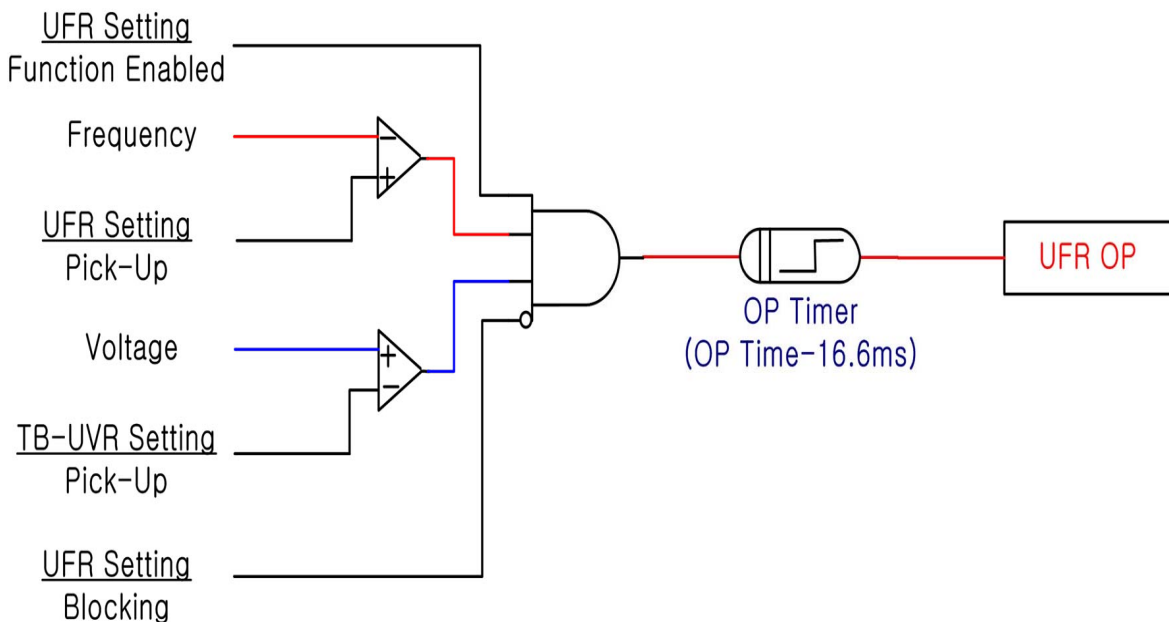 UFR Setting
Function Enabled
Frequency
UFR Setting
Pick-Up
Voltage
TB-UVR Setting
Pick-Up
UFR Setting
Blocking
OP Timer
(OP Time-16.6ms)
UFR OP